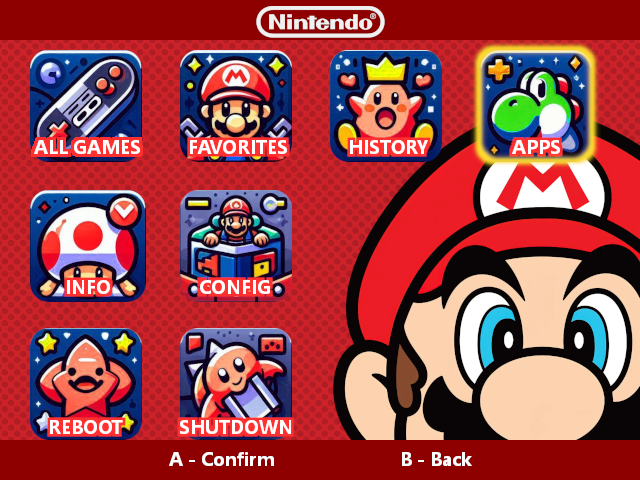 Nintendo®
ALL GAMES
FAVORITES
HISTORY
APPS
INFO
CONFIG
REBOOT
SHUTDOWN
A - Confirm
B - Back